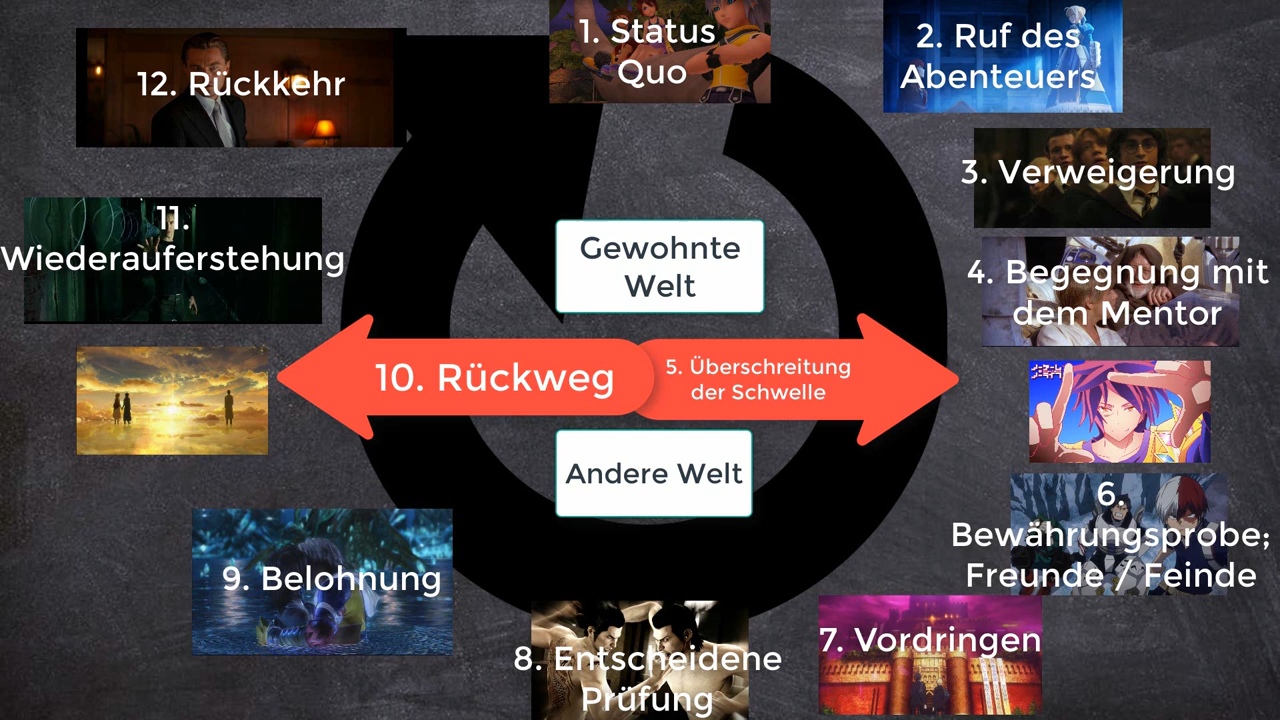 1. Status
Quo
2. Ruf des
Abenteuers
3. Verweigerung
4. Begegnung mit
dem Mentor
5. Überschreitung
der Schwelle
6.
Bewährungsprobe;
Freunde / Feinde
7. Vordringen
8. Entscheidene
Prüfung
9. Belohnung
10. Rückweg
11.
Wiederauferstehung
12. Rückkehr
Gewohnte
Welt
Andere Welt